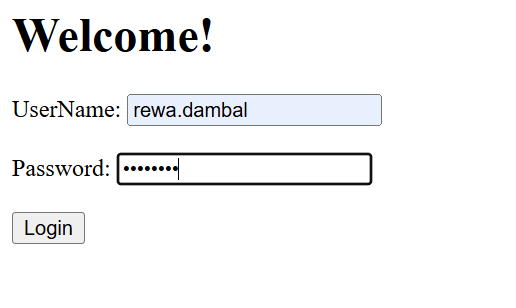 Welcome!
UserName: rewa.dambal
Password: ••••••••
Login